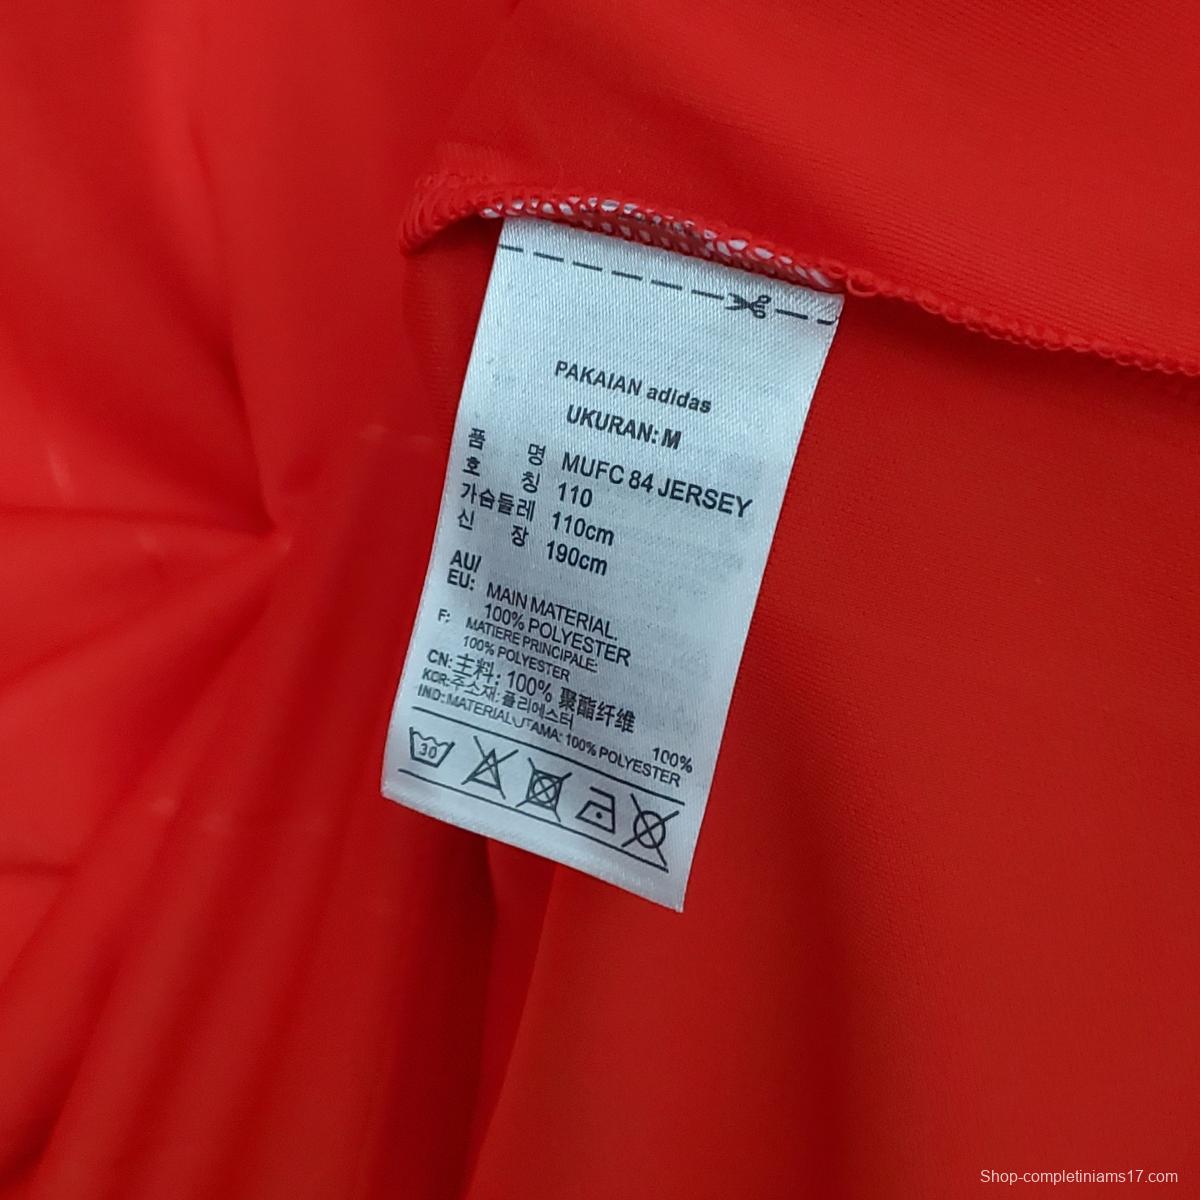 PAKAIAN adidas
UKURAN: M
품 명 MUFC 84 JERSEY
호 칭 110
가슴둘레 110cm
신 장 190cm
AU/
EU: MAIN MATERIAL.
100% POLYESTER
F: MATIERE PRINCIPALE:
100% POLYESTER
CN: 主料: 100% 聚酯纤维
KOR: 주소재: 폴리에스터 100%
IND: MATERIAL UTAMA: 100% POLYESTER
30
Shop-completiniams17.com